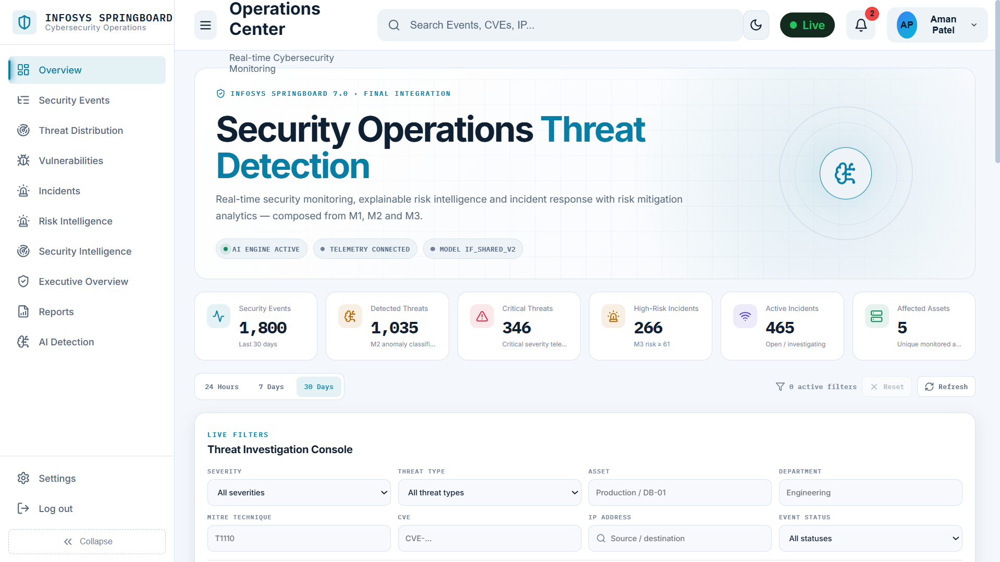 INFOSYS SPRINGBOARD
Cybersecurity Operations
Overview
Security Events
Threat Distribution
Vulnerabilities
Incidents
Risk Intelligence
Security Intelligence
Executive Overview
Reports
AI Detection
Settings
Log out
Collapse
Operations
Center
Real-time Cybersecurity
Monitoring
Search Events, CVEs, IP...
Live
2
AP
Aman
Patel
INFOSYS SPRINGBOARD 7.0 · FINAL INTEGRATION
Security Operations Threat
Detection
Real-time security monitoring, explainable risk intelligence and incident response with risk mitigation
analytics — composed from M1, M2 and M3.
AI ENGINE ACTIVE
TELEMETRY CONNECTED
MODEL IF_SHARED_V2
Security Events
1,800
Last 30 days
Detected Threats
1,035
M2 anomaly classifi...
Critical Threats
346
Critical severity tele...
High-Risk Incidents
266
M3 risk ≥ 61
Active Incidents
465
Open / investigating
Affected Assets
5
Unique monitored a...
24 Hours
7 Days
30 Days
0 active filters
Reset
Refresh
LIVE FILTERS
Threat Investigation Console
SEVERITY
All severities
THREAT TYPE
All threat types
ASSET
Production / DB-01
DEPARTMENT
Engineering
MITRE TECHNIQUE
T1110
CVE
CVE-...
IP ADDRESS
Source / destination
EVENT STATUS
All statuses